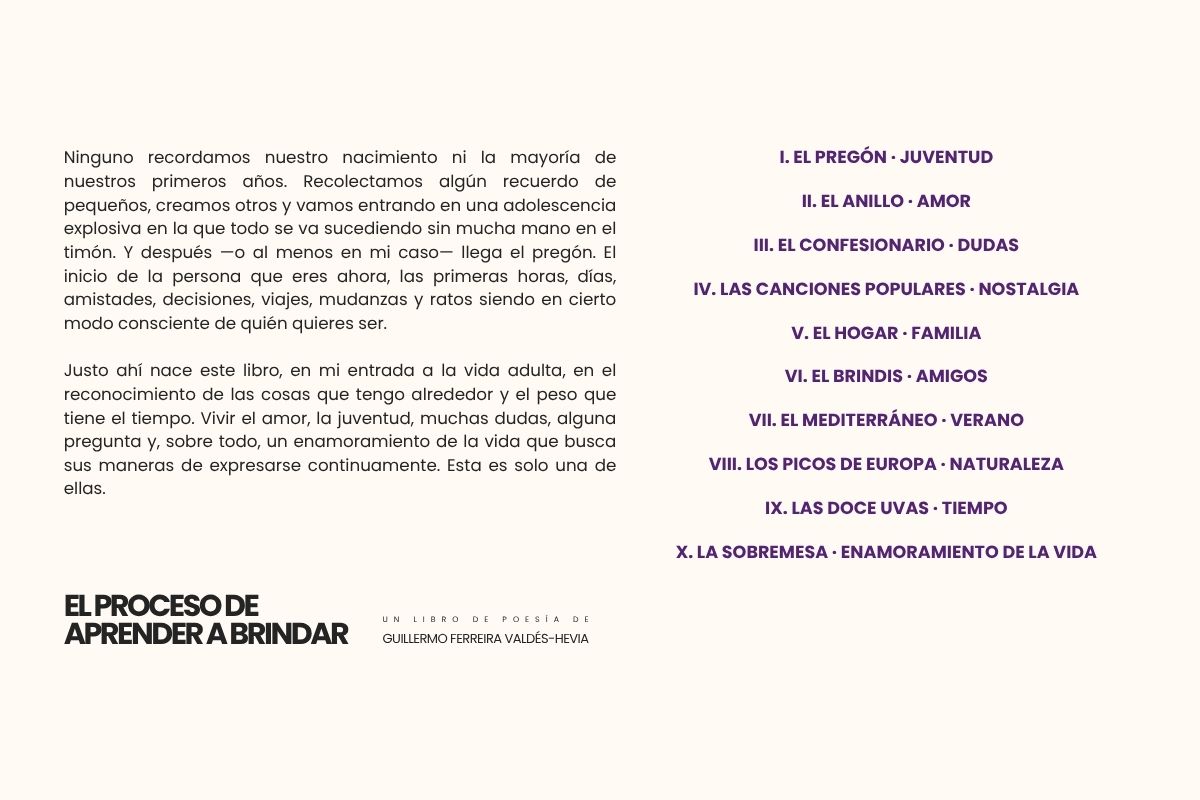 Ninguno recordamos nuestro nacimiento ni la mayoría de
nuestros primeros años. Recolectamos algún recuerdo de
pequeños, creamos otros y vamos entrando en una adolescencia
explosiva en la que todo se va sucediendo sin mucha mano en el
timón. Y después —o al menos en mi caso— llega el pregón. El
inicio de la persona que eres ahora, las primeras horas, días,
amistades, decisiones, viajes, mudanzas y ratos siendo en cierto
modo consciente de quién quieres ser.
Justo ahí nace este libro, en mi entrada a la vida adulta, en el
reconocimiento de las cosas que tengo alrededor y el peso que
tiene el tiempo. Vivir el amor, la juventud, muchas dudas, alguna
pregunta y, sobre todo, un enamoramiento de la vida que busca
sus maneras de expresarse continuamente. Esta es solo una de
ellas.
EL PROCESO DE
APRENDER A BRINDAR
UN LIBRO DE POESÍA DE
GUILLERMO FERREIRA VALDÉS-HEVIA
I. EL PREGÓN · JUVENTUD
II. EL ANILLO · AMOR
III. EL CONFESIONARIO · DUDAS
IV. LAS CANCIONES POPULARES · NOSTALGIA
V. EL HOGAR · FAMILIA
VI. EL BRINDIS · AMIGOS
VII. EL MEDITERRÁNEO · VERANO
VIII. LOS PICOS DE EUROPA · NATURALEZA
IX. LAS DOCE UVAS · TIEMPO
X. LA SOBREMESA · ENAMORAMIENTO DE LA VIDA